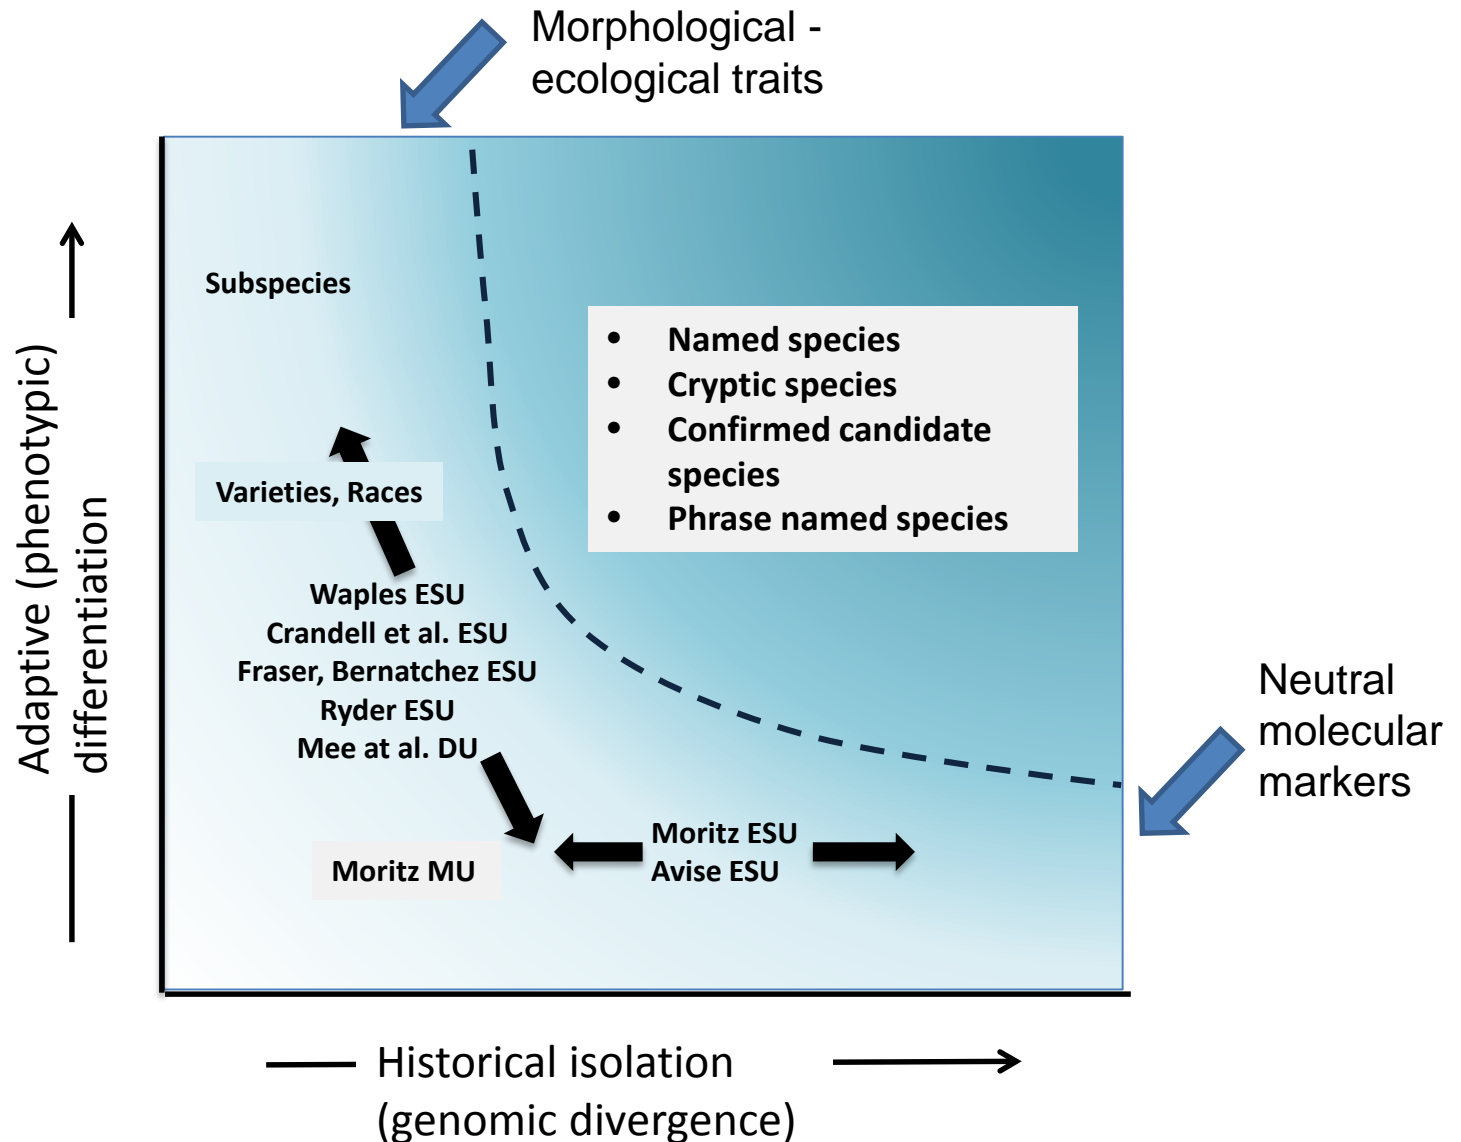 Morphological -
ecological traits
Adaptive (phenotypic)
differentiation
Subspecies
• Named species
• Cryptic species
• Confirmed candidate
species
• Phrase named species
Varieties, Races
Waples ESU
Crandell et al. ESU
Fraser, Bernatchez ESU
Ryder ESU
Mee at al. DU
Neutral
molecular
markers
Moritz ESU
Avise ESU
Moritz MU
Historical isolation
(genomic divergence)